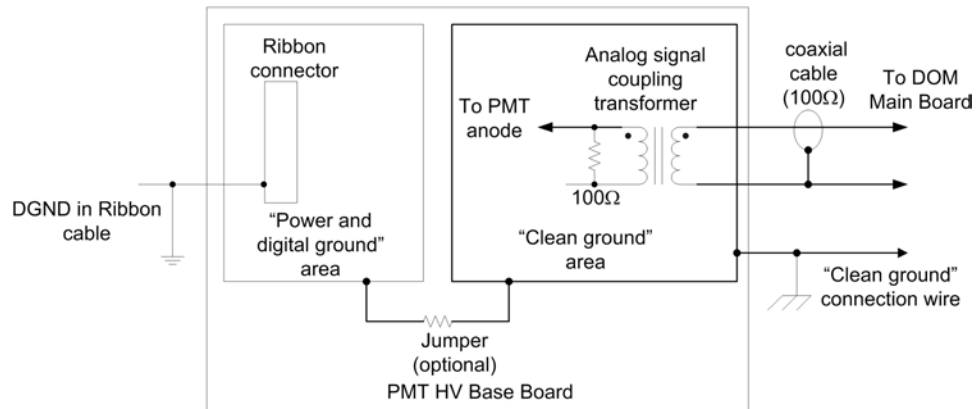 Ribbon
connector
Analog signal
coupling
transformer
coaxial
cable
(100Ω)
To DOM
Main Board
To PMT
anode
100Ω
DGND in Ribbon
cable
“Power and
digital ground”
area
“Clean ground”
area
“Clean ground”
connection wire
Jumper
(optional)
PMT HV Base Board